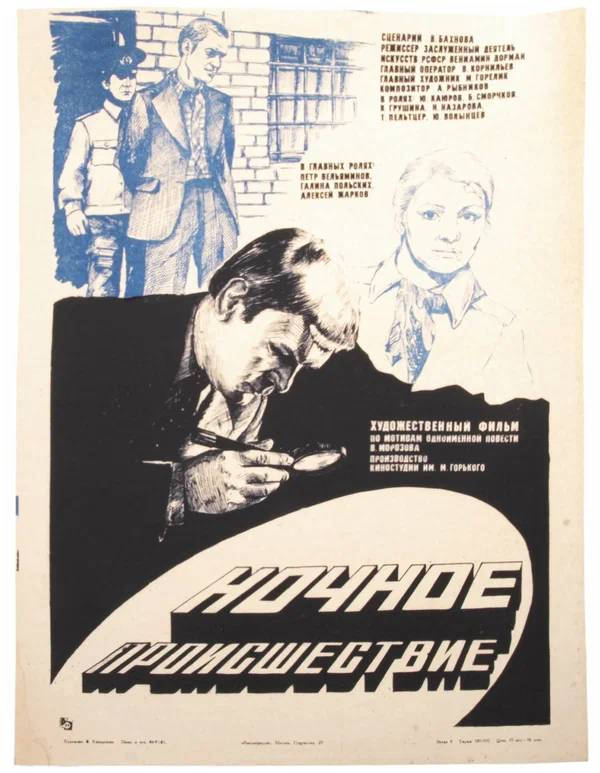 СЦЕНАРИЙ В. БАХНОВА
РЕЖИССЕР ЗАСЛУЖЕННЫЙ ДЕЯТЕЛЬ
ИСКУССТВ РСФСР ВЕНИАМИН ДОРМАН
ГЛАВНЫЙ ОПЕРАТОР В. КОРНИЛЬЕВ
ГЛАВНЫЙ ХУДОЖНИК М. ГОРЕЛИК
КОМПОЗИТОР А. РЫБНИКОВ
В РОЛЯХ: Ю. КАЮРОВ, Б. СМОРЧКОВ,
В. ГРУШИНА, Н. НАЗАРОВА,
Т. ПЕЛЬТЦЕР, Ю. ВОЛЫНЦЕВ
В ГЛАВНЫХ РОЛЯХ:
ПЕТР ВЕЛЬЯМИНОВ,
ГАЛИНА ПОЛЬСКИХ,
АЛЕКСЕЙ ЖАРКОВ
ХУДОЖЕСТВЕННЫЙ ФИЛЬМ
ПО МОТИВАМ ОДНОИМЕННОЙ ПОВЕСТИ
В. МОРОЗОВА
ПРОИЗВОДСТВО
КИНОСТУДИИ ИМ. М. ГОРЬКОГО
НОЧНОЕ
ПРОИСШЕСТВИЕ